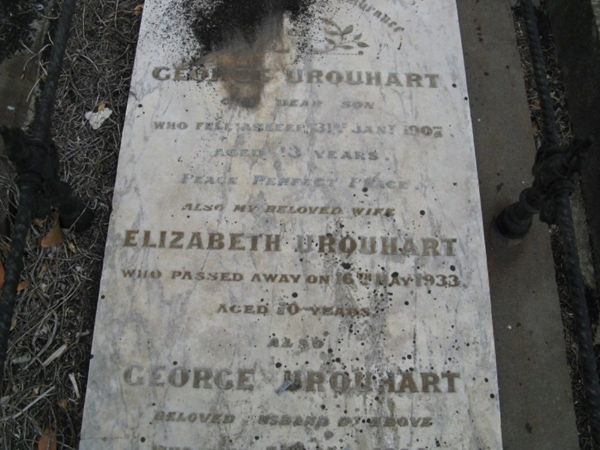 GEORGE URQUHART
DEAR SON
WHO FELL ASLEEP 31ST JANY 1907
AGED 3 YEARS.
PEACE PERFECT PEACE.
ALSO MY BELOVED WIFE
ELIZABETH URQUHART
WHO PASSED AWAY ON 16TH MAY 1933
AGED YEARS
ALSO
GEORGE URQUHART
BELOVED HUSBAND OF ABOVE